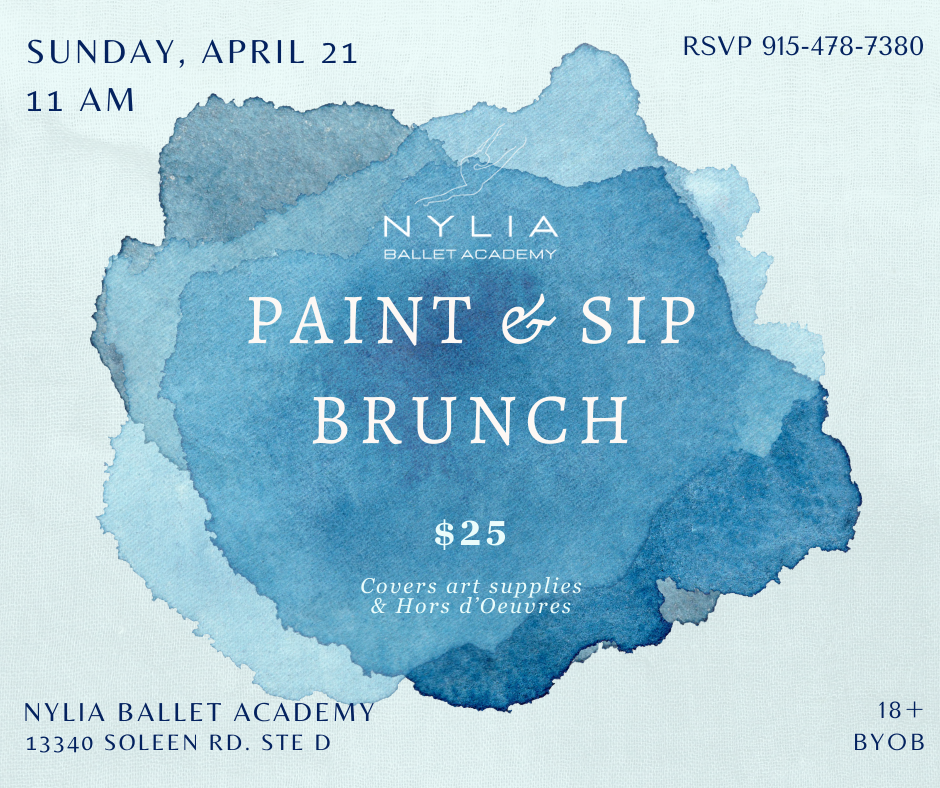 SUNDAY, APRIL 21
11 AM
RSVP 915-478-7380
NYLIA
BALLET ACADEMY
PAINT & SIP
BRUNCH
$25
Covers art supplies
& Hors d'Oeuvres
NYLIA BALLET ACADEMY
13340 SOLEEN RD. STE D
18+
BYOB